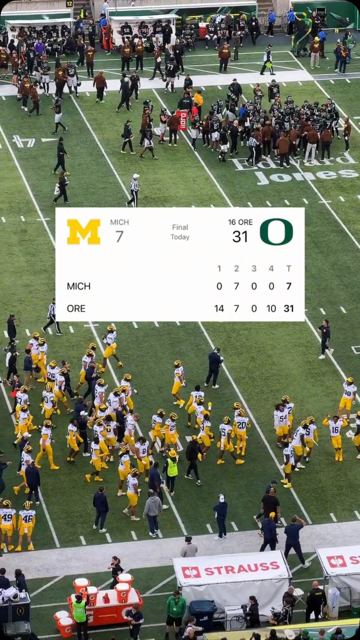 Edward
Jones
M MICH Final 16 ORE O
7 Today 31
1 2 3 4 T
MICH 0 7 0 0 7
ORE 14 7 0 10 31
STRAUSS
STRAUSS